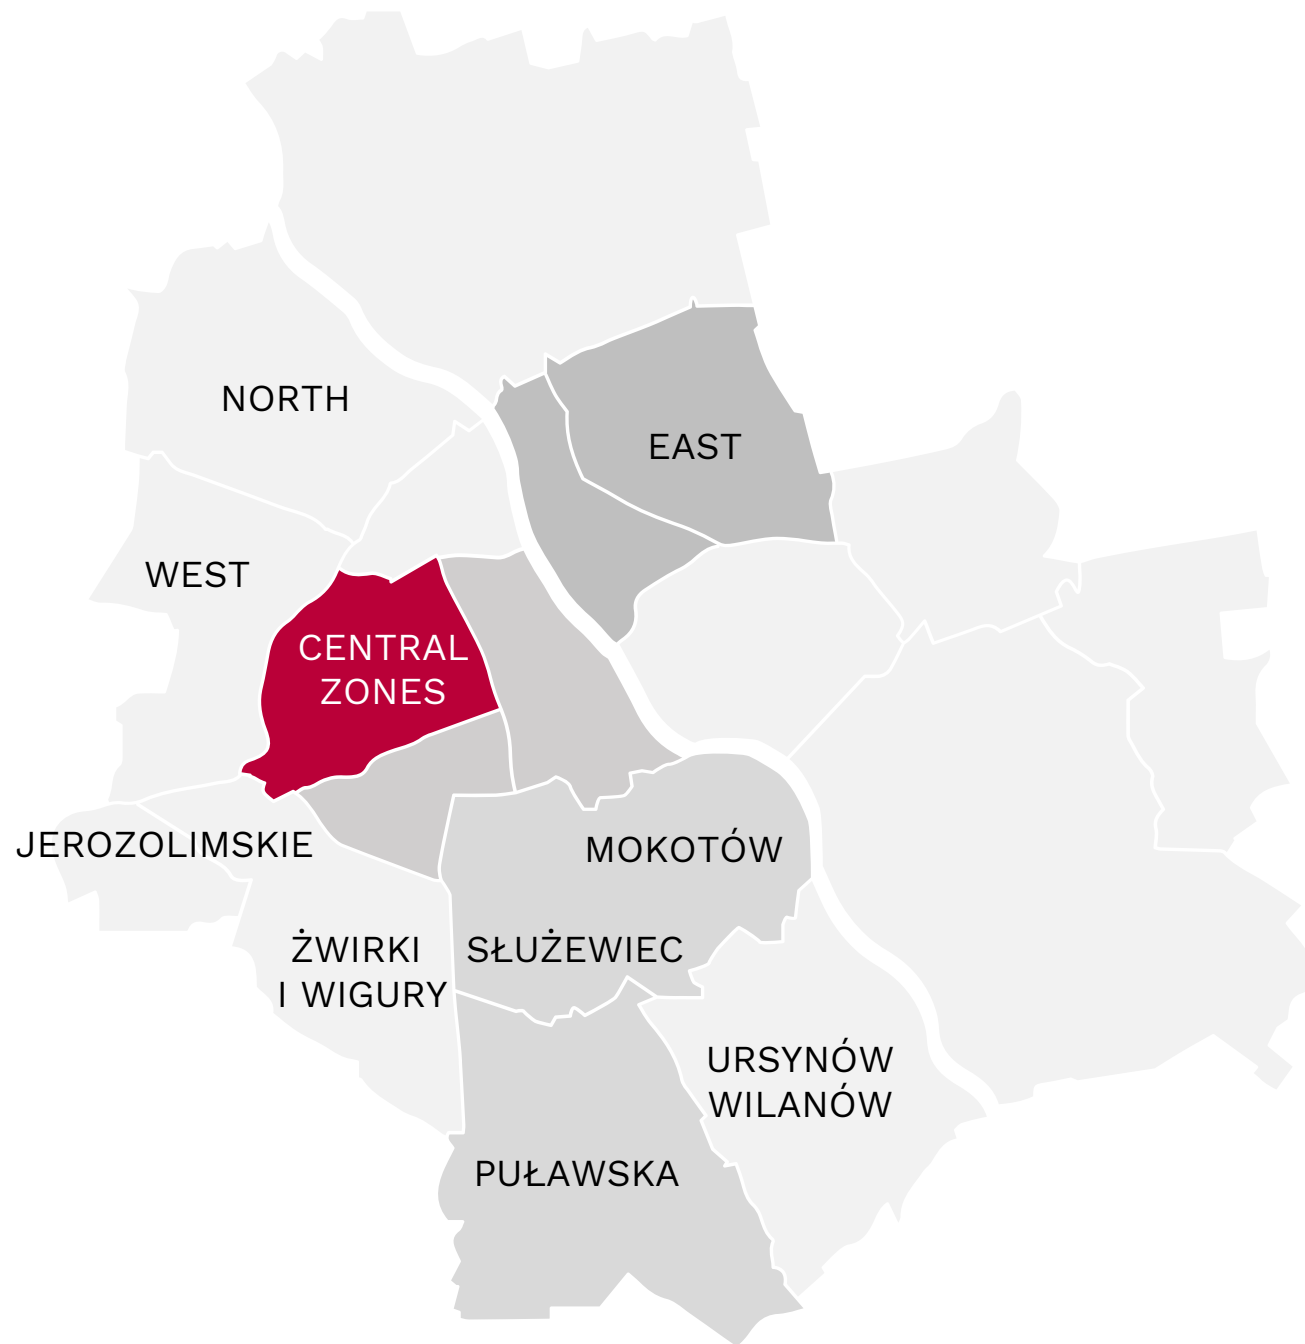 NORTH
EAST
WEST
CENTRAL
ZONES
JEROZOLIMSKIE
MOKOTÓW
ŻWIRKI
I WIGURY
SŁUŻEWIEC
URSYNÓW
WILANÓW
PUŁAWSKA